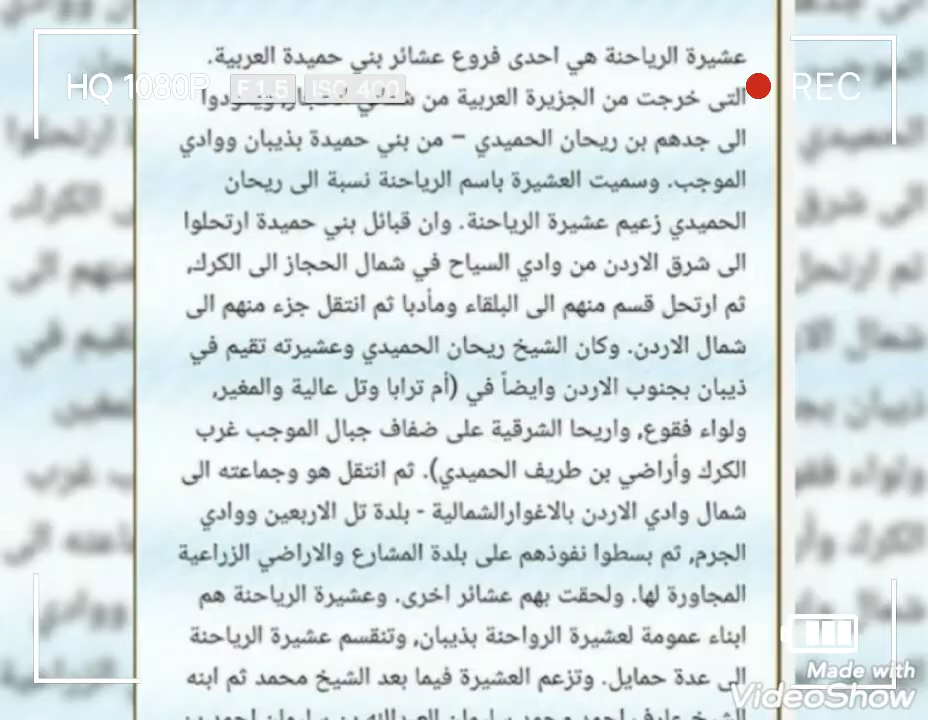 عشيرة الرياحنة هي احدى فروع عشائر بني حميدة العربية.
HQ 1080P F 1.5 ISO 400 REC
التى خرجت من الجزيرة العربية من
الى جدهم بن ريحان الحميدي – من بني حميدة بذيبان ووادي
الموجب. وسميت العشيرة باسم الرياحنة نسبة الى ريحان
الحميدي زعيم عشيرة الرياحنة. وان قبائل بني حميدة ارتحلوا
الى شرق الاردن من وادي السياح في شمال الحجاز الى الكرك,
ثم ارتحل قسم منهم الى البلقاء ومأدبا ثم انتقل جزء منهم الى
شمال الاردن. وكان الشيخ ريحان الحميدي وعشيرته تقيم في
ذيبان بجنوب الاردن وايضاً في (أم ترابا وتل عالية والمغير,
ولواء فقوع, واريحا الشرقية على ضفاف جبال الموجب غرب
الكرك وأراضي بن طريف الحميدي). ثم انتقل هو وجماعته الى
شمال وادي الاردن بالاغوارالشمالية - بلدة تل الاربعين ووادي
الجرم, ثم بسطوا نفوذهم على بلدة المشارع والاراضي الزراعية
المجاورة لها. ولحقت بهم عشائر اخرى. وعشيرة الرياحنة هم
ابناء عمومة لعشيرة الرواحنة بذيبان, وتنقسم عشيرة الرياحنة
الى عدة حمايل. وتزعم العشيرة فيما بعد الشيخ محمد ثم ابنه
Made with
VideoShow